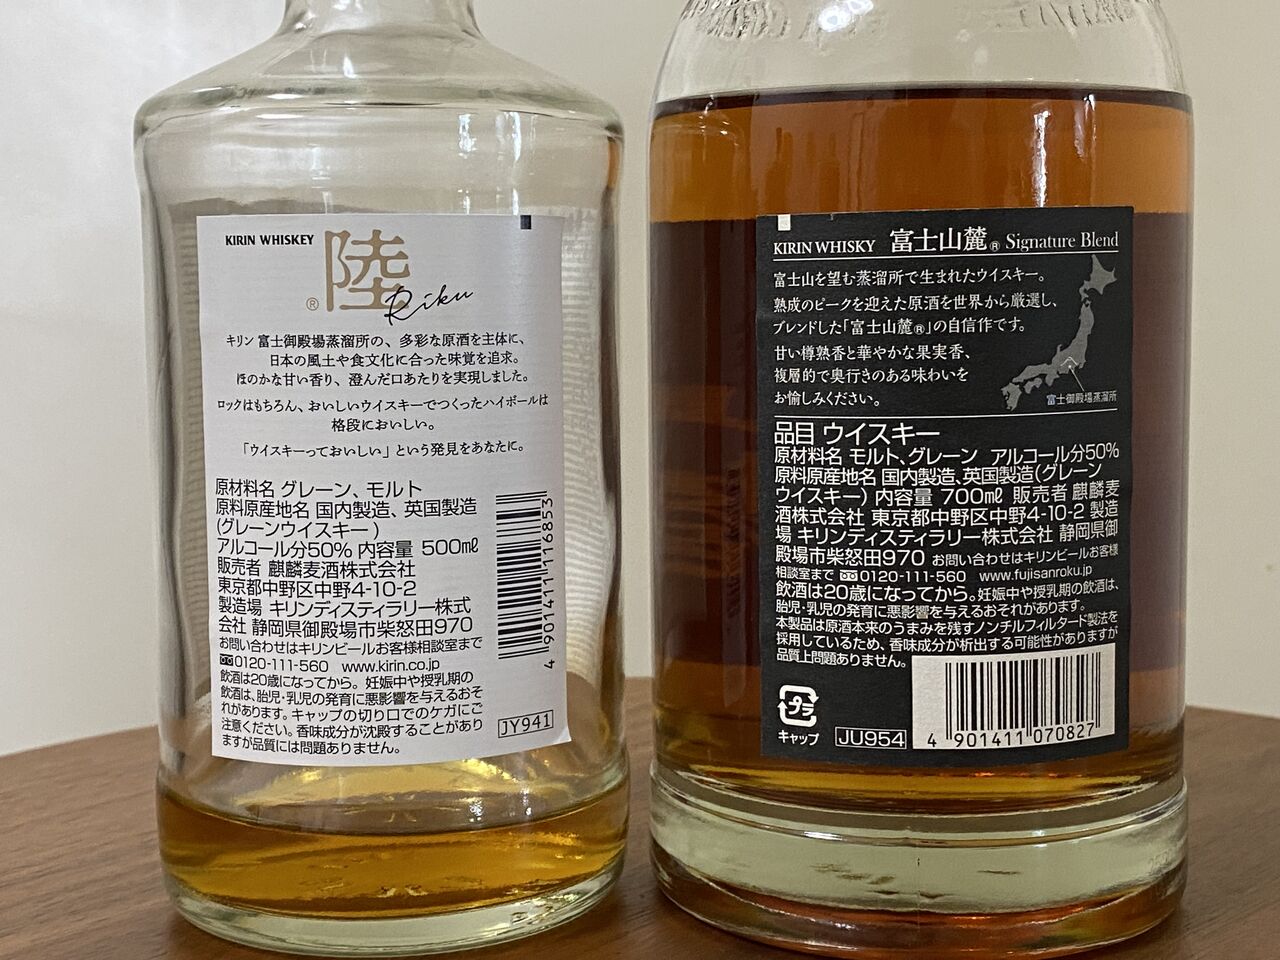 KIRIN WHISKEY
陸
®
Riku
キリン 富士御殿場蒸溜所の、多彩な原酒を主体に、
日本の風土や食文化に合った味覚を追求。
ほのかな甘い香り、澄んだ口あたりを実現しました。
ロックはもちろん、おいしいウイスキーでつくったハイボールは
格段においしい。
「ウイスキーっておいしい」という発見をあなたに。
原材料名 グレーン、モルト
原料原産地名 国内製造、英国製造
(グレーンウイスキー)
アルコール分50% 内容量 500㎖
販売者 麒麟麦酒株式会社
東京都中野区中野4-10-2
製造場 キリンディスティラリー株式
会社 静岡県御殿場市柴怒田970
お問い合わせはキリンビールお客様相談室まで
0120-111-560 www.kirin.co.jp
飲酒は20歳になってから。妊娠中や授乳期の
飲酒は、胎児・乳児の発育に悪影響を与えるおそ
れがあります。キャップの切り口でのケガにご
注意ください。香味成分が沈殿することがあり
ますが品質には問題ありません。
4 901411 116853
JY941
KIRIN WHISKY 富士山麓® Signature Blend
富士山を望む蒸溜所で生まれたウイスキー。
熟成のピークを迎えた原酒を世界から厳選し、
ブレンドした「富士山麓®」の自信作です。
甘い樽熟香と華やかな果実香、
複層的で奥行きのある味わいを
お愉しみください。
富士御殿場蒸溜所
品目 ウイスキー
原材料名 モルト、グレーン アルコール分50%
原料原産地名 国内製造、英国製造(グレーン
ウイスキー) 内容量 700㎖ 販売者 麒麟麦
酒株式会社 東京都中野区中野4-10-2 製造
場 キリンディスティラリー株式会社 静岡県御
殿場市柴怒田970 お問い合わせはキリンビールお客様
相談室まで 0120-111-560 www.fujisanroku.jp
飲酒は20歳になってから。妊娠中や授乳期の飲酒は、
胎児・乳児の発育に悪影響を与えるおそれがあります。
本製品は原酒本来のうまみを残すノンチルフィルタード製法を
採用しているため、香味成分が析出する可能性がありますが
品質上問題ありません。
プラ
キャップ
JU954
4 901411 070827